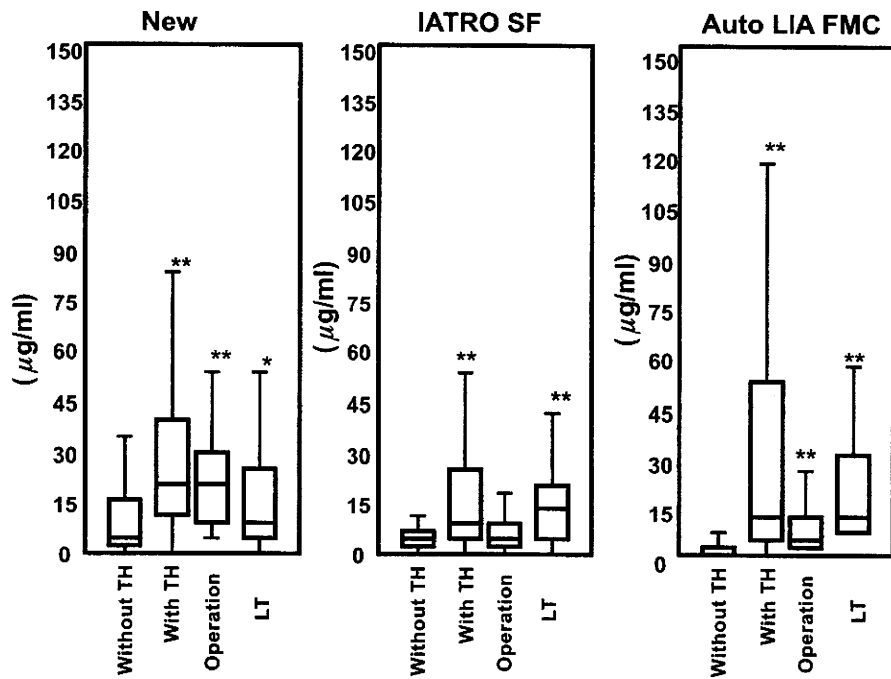 New
150
135
120
105
90
75
60
45
30
15
0
(μg/ml)
**
**
*
Without TH
With TH
Operation
LT
IATRO SF
150
135
120
105
90
75
60
45
30
15
0
(μg/ml)
**
**
Without TH
With TH
Operation
LT
Auto LIA FMC
150
135
120
105
90
75
60
45
30
15
0
(μg/ml)
**
**
**
Without TH
With TH
Operation
LT